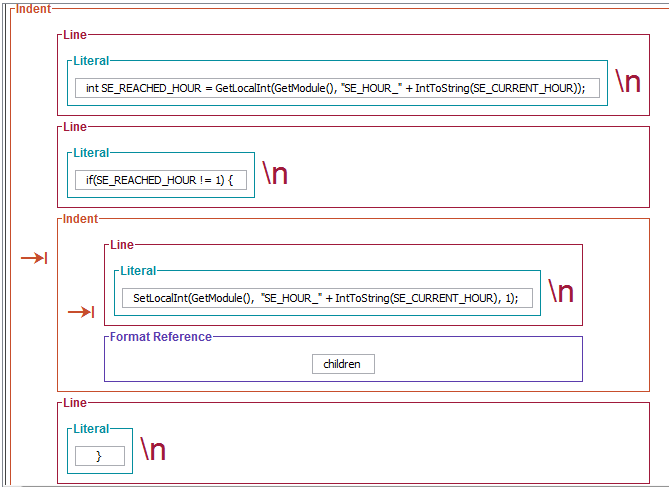 Indent
Line
Literal
int SE_REACHED_HOUR = GetLocalInt(GetModule(), "SE_HOUR_" + IntToString(SE_CURRENT_HOUR)); \n
Line
Literal
if(SE_REACHED_HOUR != 1) { \n
Indent
Line
Literal
SetLocalInt(GetModule(), "SE_HOUR_" + IntToString(SE_CURRENT_HOUR), 1); \n
Format Reference
children
Line
Literal
} \n